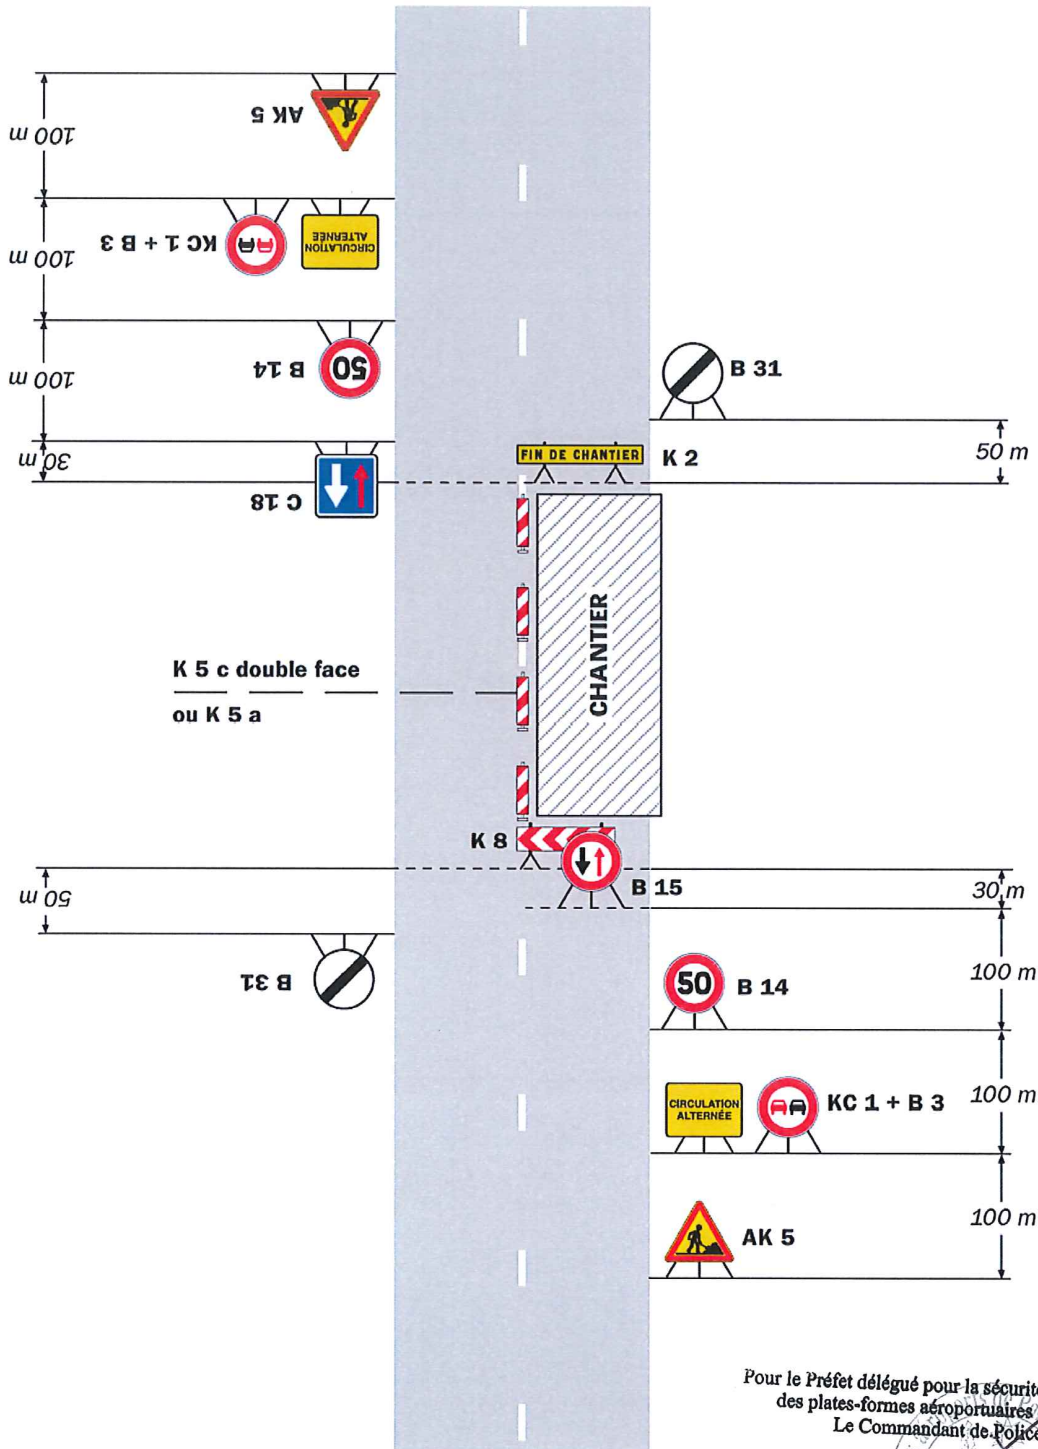 AK 5
100 m
KC 1 + B 3
CIRCULATION
ALTERNÉE
100 m
B 14
50
100 m
B 31
30 m
FIN DE CHANTIER
K 2
50 m
C 18
CHANTIER
K 5 c double face
ou K 5 a
K 8
B 15
30 m
50 m
B 31
50
B 14
100 m
CIRCULATION
ALTERNÉE
KC 1 + B 3
100 m
AK 5
100 m
Pour le Préfet délégué pour la sécurité
des plates-formes aéroportuaires
Le Commandant de Police